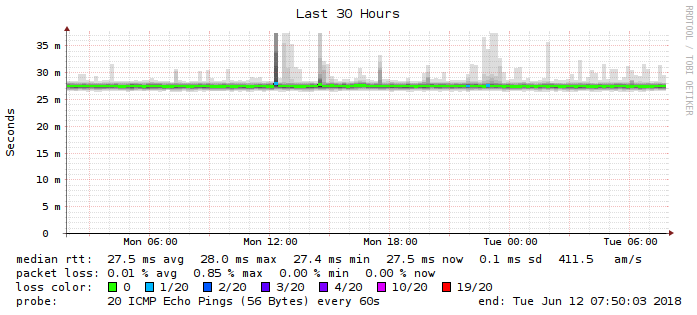 Last 30 Hours
RRDTOOL / TOBI OETIKER
Seconds
35 m
30 m
25 m
20 m
15 m
10 m
5 m
0
Mon 06:00 Mon 12:00 Mon 18:00 Tue 00:00 Tue 06:00
median rtt: 27.5 ms avg 28.0 ms max 27.4 ms min 27.5 ms now 0.1 ms sd 411.5 am/s
packet loss: 0.01 % avg 0.85 % max 0.00 % min 0.00 % now
loss color: 0 1/20 2/20 3/20 4/20 10/20 19/20
probe: 20 ICMP Echo Pings (56 Bytes) every 60s end: Tue Jun 12 07:50:03 2018